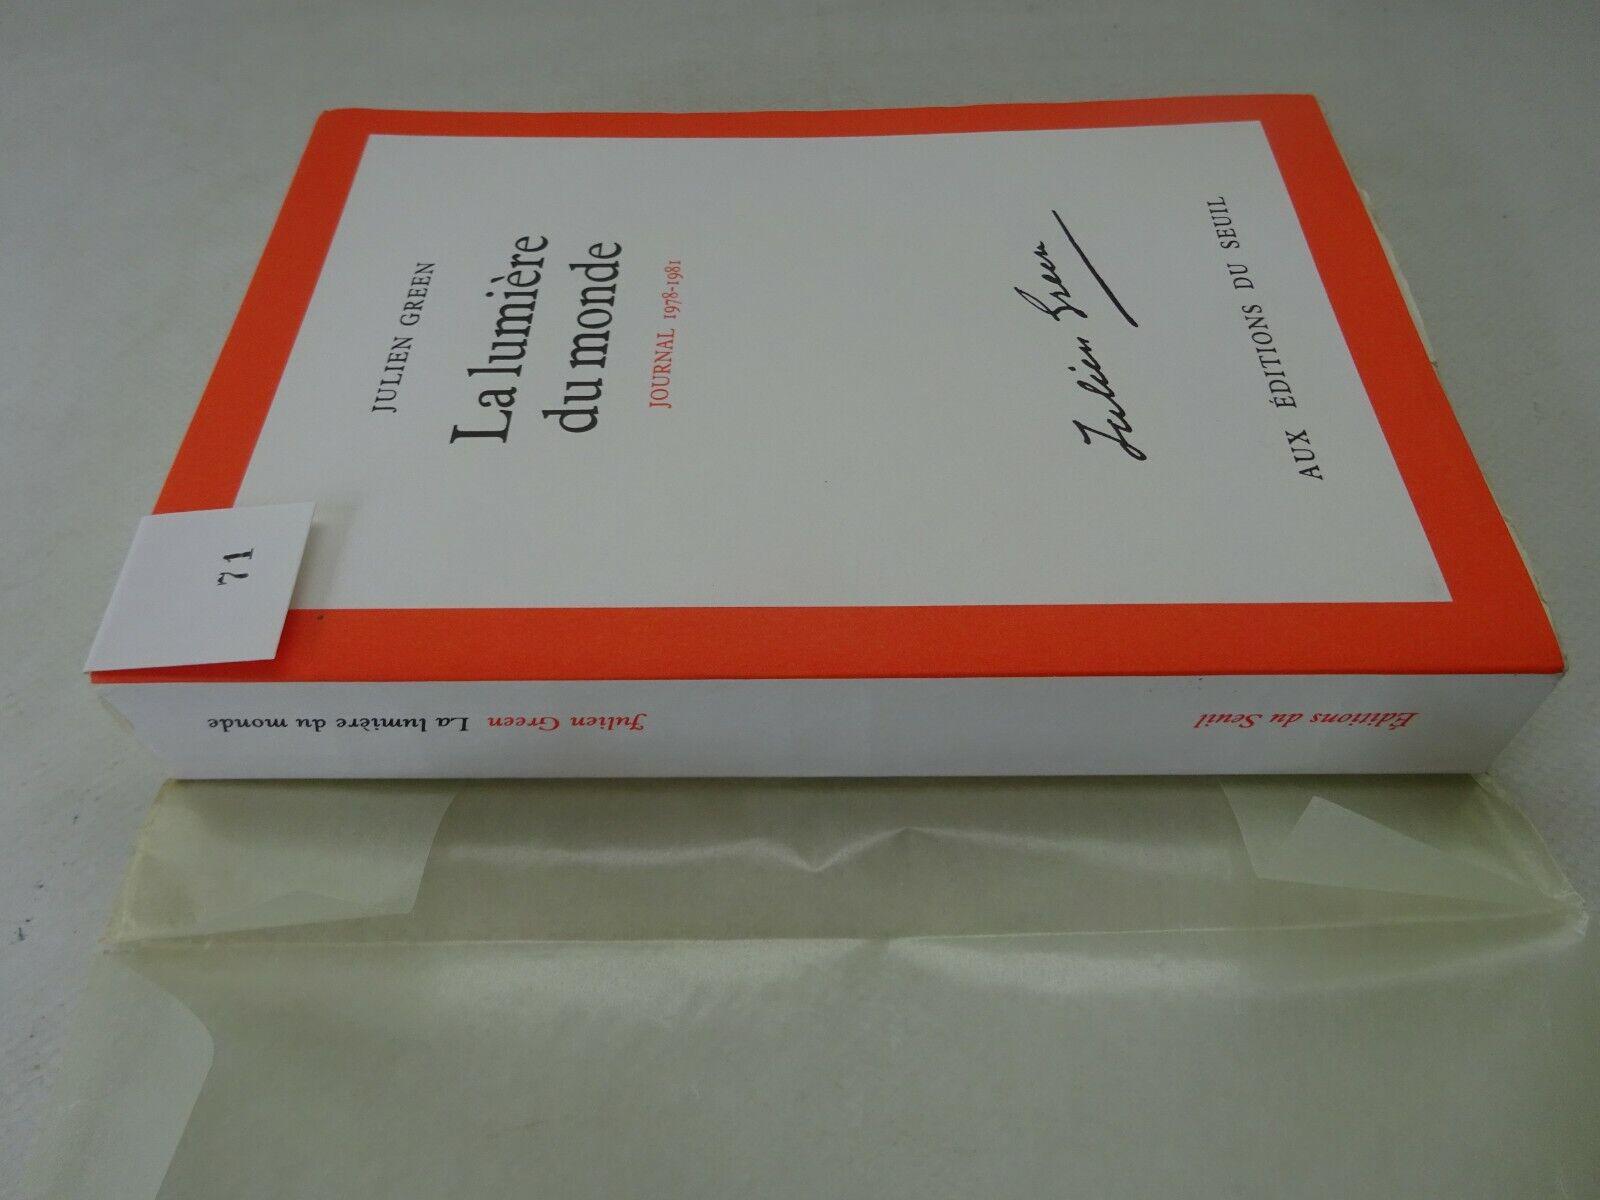 JULIEN GREEN
La lumière
du monde
JOURNAL 1978-1981
Julien Green
AUX ÉDITIONS DU SEUIL
71
Julien Green La lumière du monde
Éditions du Seuil